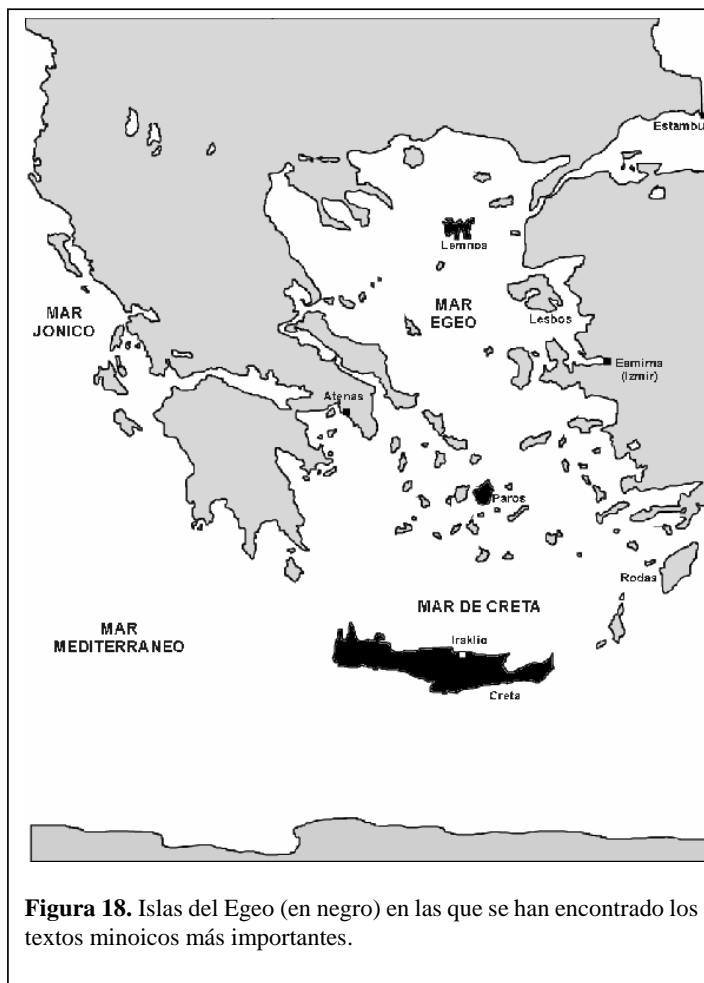 Estambul
Lemnos
MAR
JONICO
MAR
EGEO
Lesbos
Esmirna
(Izmir)
Atenas
Paros
Rodas
MAR DE CRETA
MAR
MEDITERRANEO
Iraklio
Creta
Figura 18. Islas del Egeo (en negro) en las que se han encontrado los
textos minoicos más importantes.